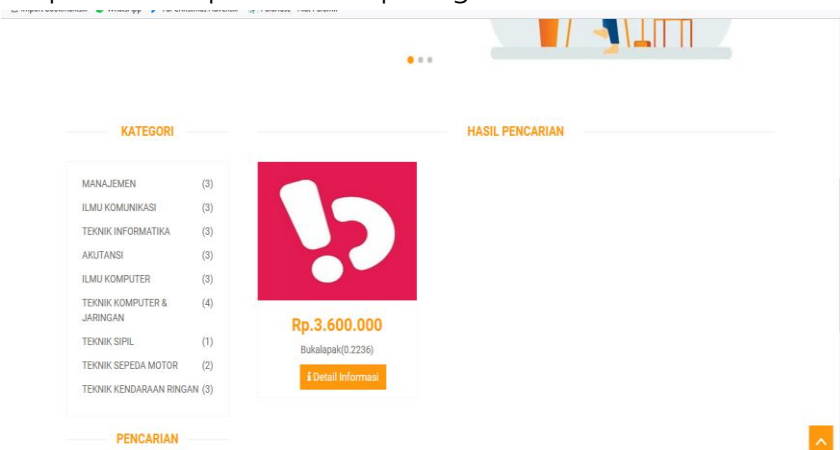 KATEGORI
HASIL PENCARIAN
MANAJEMEN (3)
ILMU KOMUNIKASI (3)
TEKNIK INFORMATIKA (3)
AKUTANSI (3)
ILMU KOMPUTER (3)
TEKNIK KOMPUTER & (4)
JARINGAN
TEKNIK SIPIL (1)
TEKNIK SEPEDA MOTOR (2)
TEKNIK KENDARAAN RINGAN (3)
Rp.3.600.000
Bukalapak(0.2236)
Detail Informasi
PENCARIAN